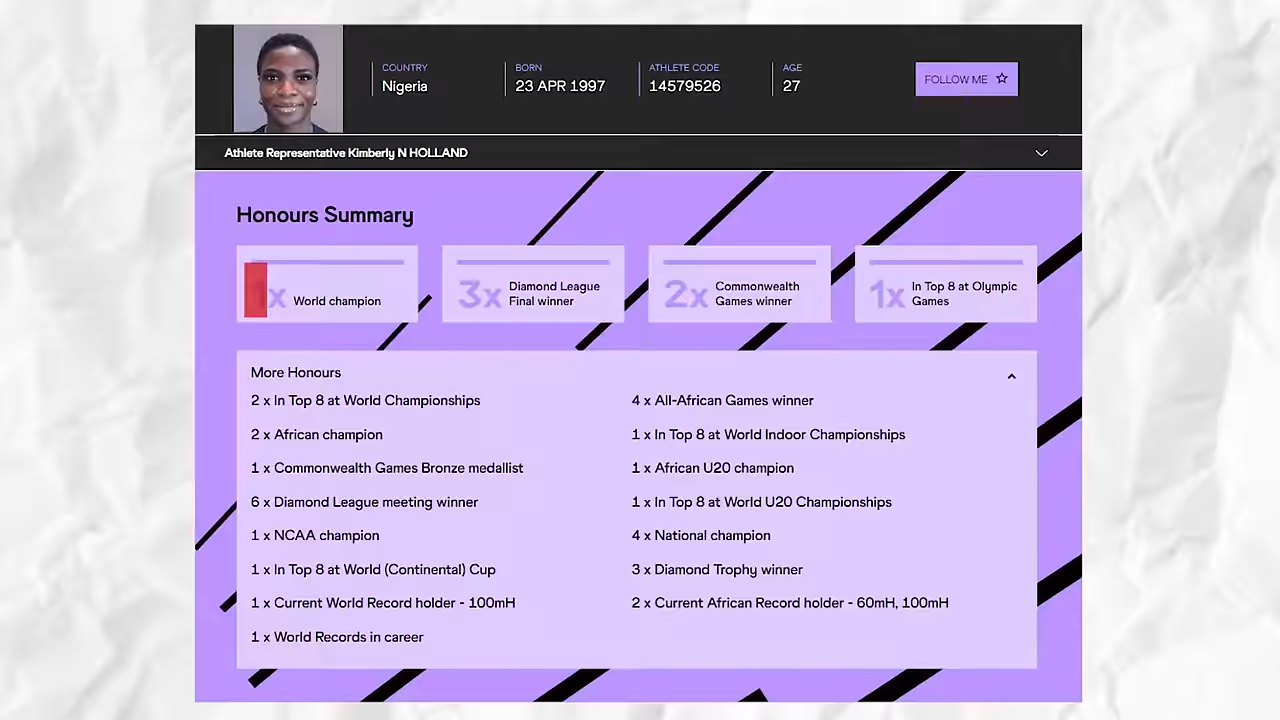 COUNTRY
Nigeria
BORN
23 APR 1997
ATHLETE CODE
14579526
AGE
27
FOLLOW ME
Athlete Representative Kimberly N HOLLAND
Honours Summary
1x World champion
3x Diamond League
Final winner
2x Commonwealth
Games winner
1x In Top 8 at Olympic
Games
More Honours
2 x In Top 8 at World Championships
4 x All-African Games winner
2 x African champion
1 x In Top 8 at World Indoor Championships
1 x Commonwealth Games Bronze medallist
1 x African U20 champion
6 x Diamond League meeting winner
1 x In Top 8 at World U20 Championships
1 x NCAA champion
4 x National champion
1 x In Top 8 at World (Continental) Cup
3 x Diamond Trophy winner
1 x Current World Record holder - 100mH
2 x Current African Record holder - 60mH, 100mH
1 x World Records in career